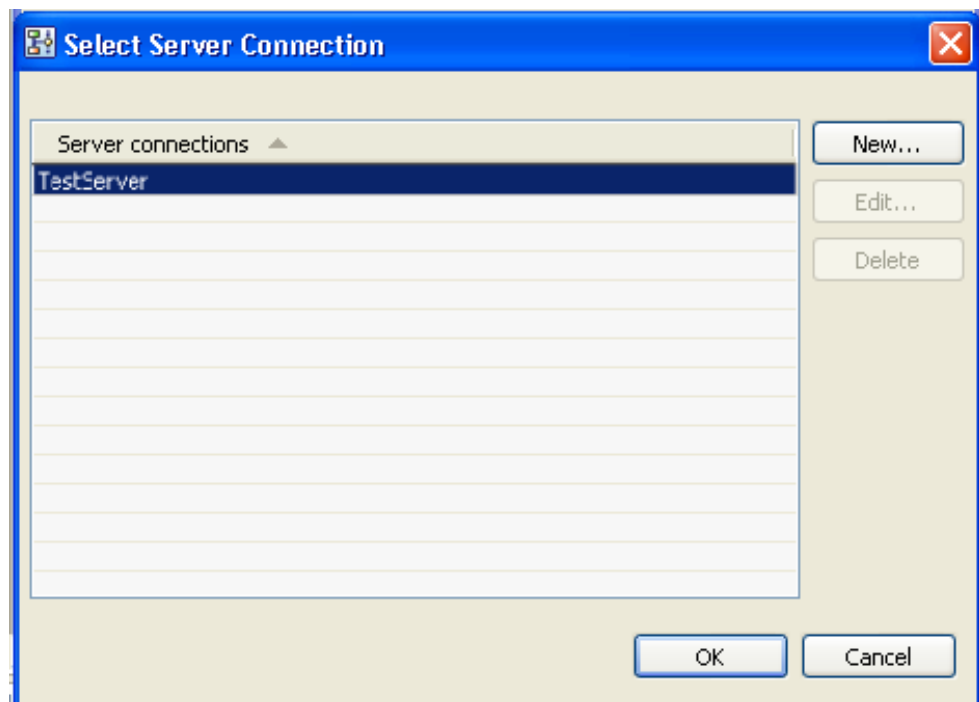 Select Server Connection
Server connections
New...
TestServer
Edit...
Delete
OK
Cancel